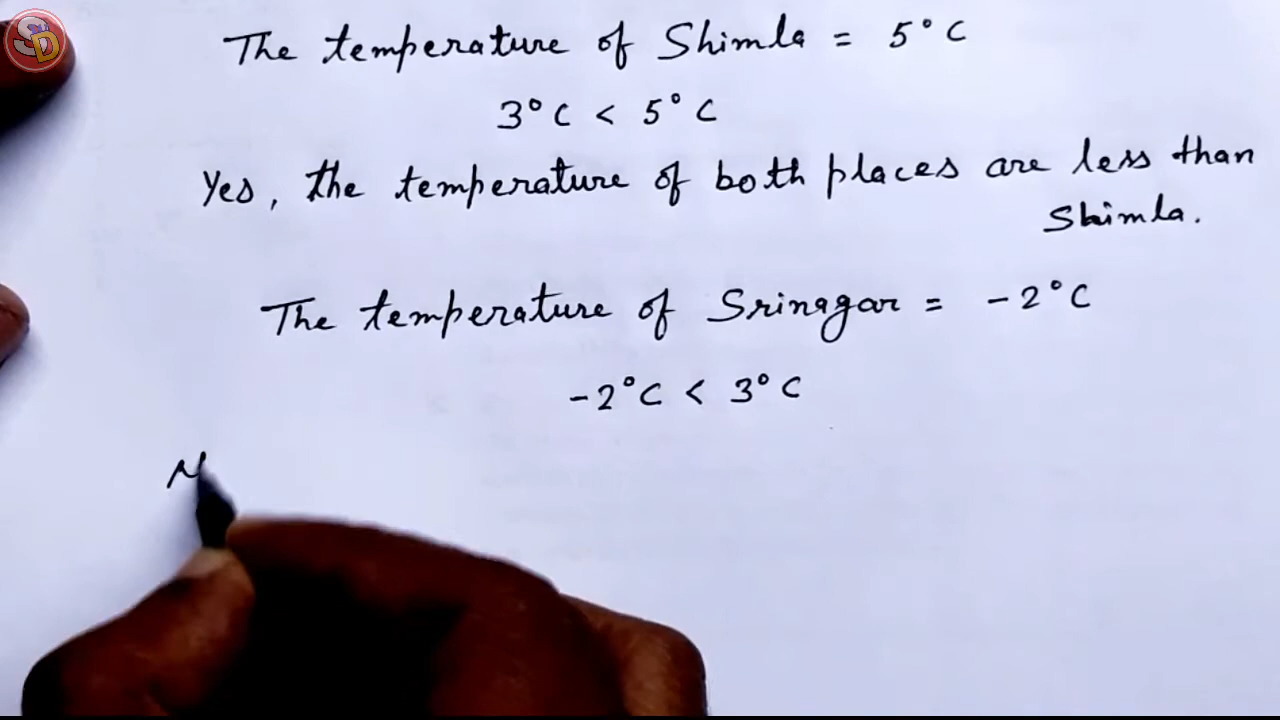 SD
The temperature of Shimla = 5° C
3° C < 5° C
Yes, the temperature of both places are less than
Shimla.
The temperature of Srinagar = -2° C
-2° C < 3° C
N